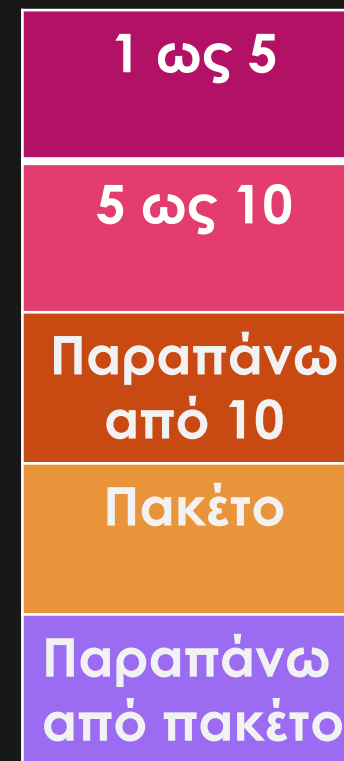 1 ως 5
5 ως 10
Παραπάνω
από 10
Πακέτο
Παραπάνω
από πακέτο